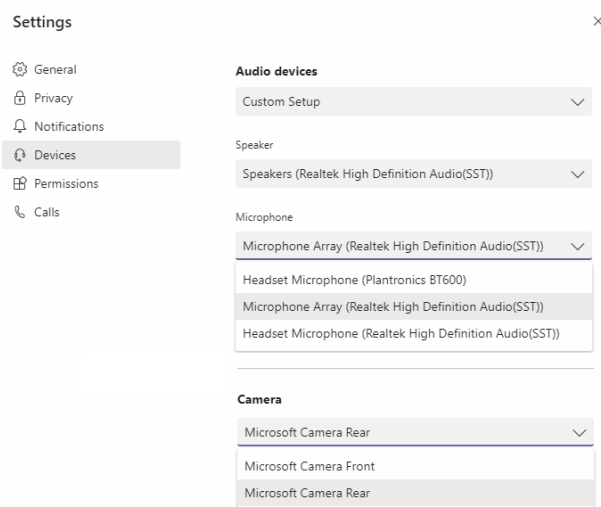 Settings
General
Privacy
Notifications
Devices
Permissions
Calls
Audio devices
Custom Setup
Speaker
Speakers (Realtek High Definition Audio(SST))
Microphone
Microphone Array (Realtek High Definition Audio(SST))
Headset Microphone (Plantronics BT600)
Microphone Array (Realtek High Definition Audio(SST))
Headset Microphone (Realtek High Definition Audio(SST))
Camera
Microsoft Camera Rear
Microsoft Camera Front
Microsoft Camera Rear